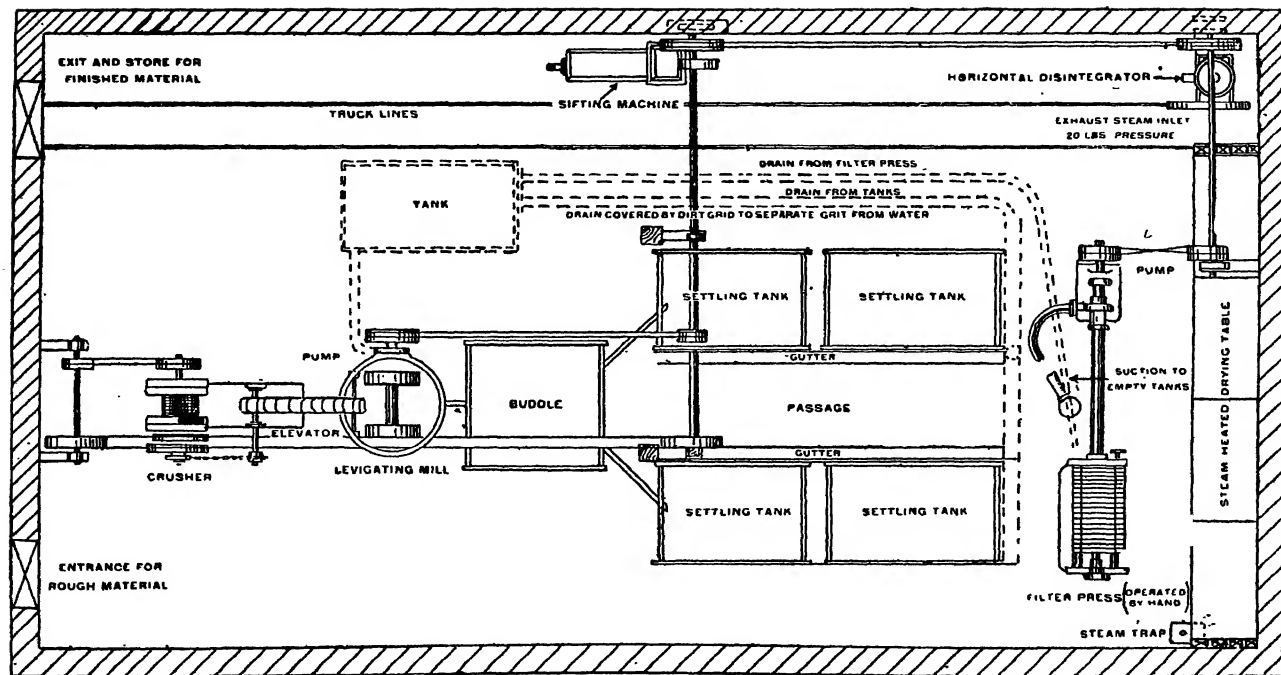 EXIT AND STORE FOR
FINISHED MATERIAL
SIFTING MACHINE
HORIZONTAL DISINTEGRATOR
TRUCK LINES
EXHAUST STEAM INLET
20 LBS PRESSURE
DRAIN FROM FILTER PRESS
TANK
DRAIN FROM TANKS
DRAIN COVERED BY DIRT GRID TO SEPARATE GRIT FROM WATER
L
PUMP
SETTLING TANK
SETTLING TANK
PUMP
GUTTER
SUCTION TO
EMPTY TANKS
STEAM HEATED DRYING TABLE
BUDDLE
PASSAGE
ELEVATOR
GUTTER
CRUSHER
LEVIGATING MILL
SETTLING TANK
SETTLING TANK
ENTRANCE FOR
ROUGH MATERIAL
FILTER PRESS (OPERATED
BY HAND)
STEAM TRAP